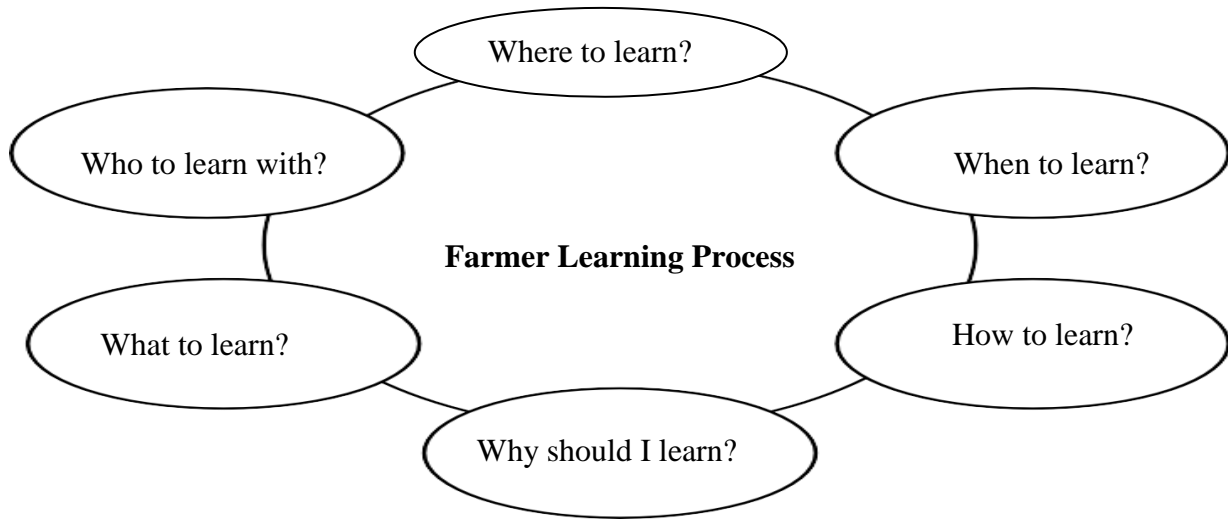 Where to learn?
Who to learn with?
When to learn?
Farmer Learning Process
What to learn?
How to learn?
Why should I learn?